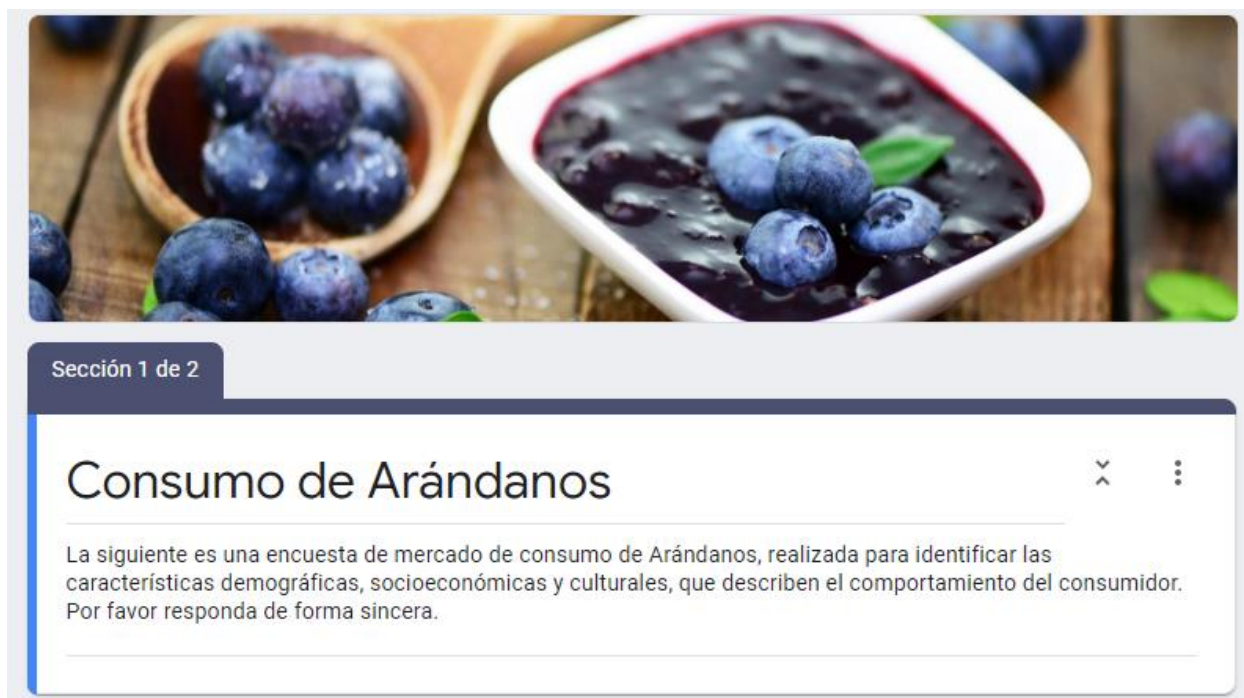 Sección 1 de 2
Consumo de Arándanos
La siguiente es una encuesta de mercado de consumo de Arándanos, realizada para identificar las
características demográficas, socioeconómicas y culturales, que describen el comportamiento del consumidor.
Por favor responda de forma sincera.